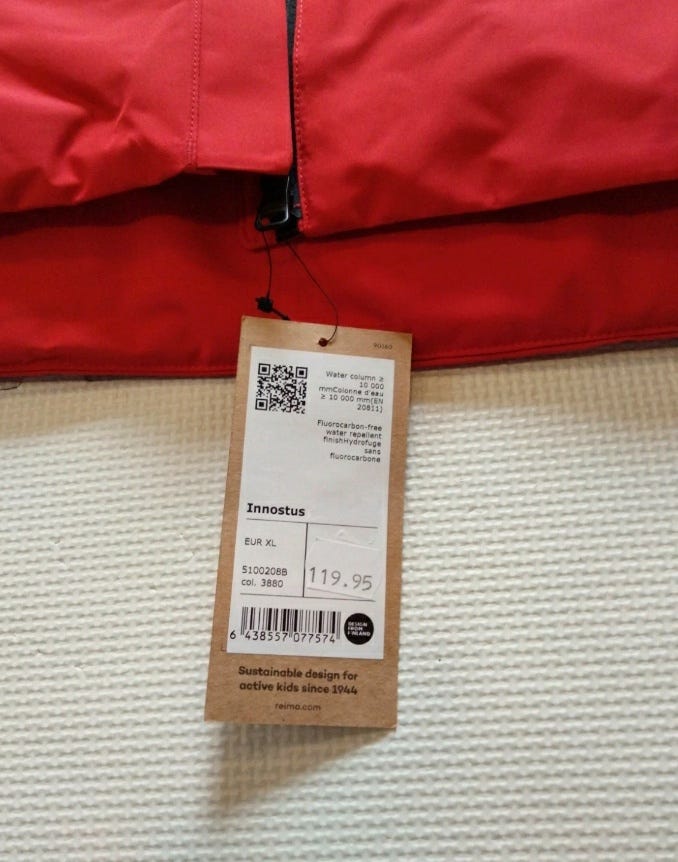 90360
Water column ≥
10 000
mmColonne d'eau
≥ 10 000 mm(EN
20811)
Fluorocarbon-free
water repellent
finishHydrofuge
sans
fluorocarbone
Innostus
EUR XL
5100208B
col. 3880
119.95
6 438557 077574
DESIGN
FROM
FINLAND
Sustainable design for
active kids since 1944
reima.com